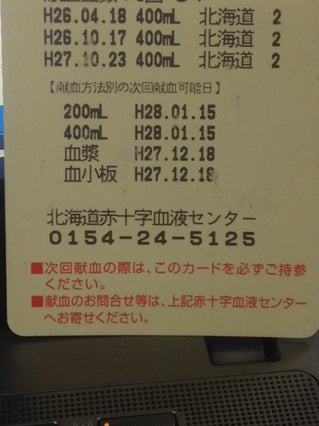 H26.04.18 400mL 北海道 2
H26.10.17 400mL 北海道 2
H27.10.23 400mL 北海道 2
【献血方法別の次回献血可能日】
200mL H28.01.15
400mL H28.01.15
血漿 H27.12.18
血小板 H27.12.18
北海道赤十字血液センター
0154-24-5125
■次回献血の際は、このカードを必ずご持参
ください。
■献血のお問合せ等は、上記赤十字血液センター
へお寄せください。